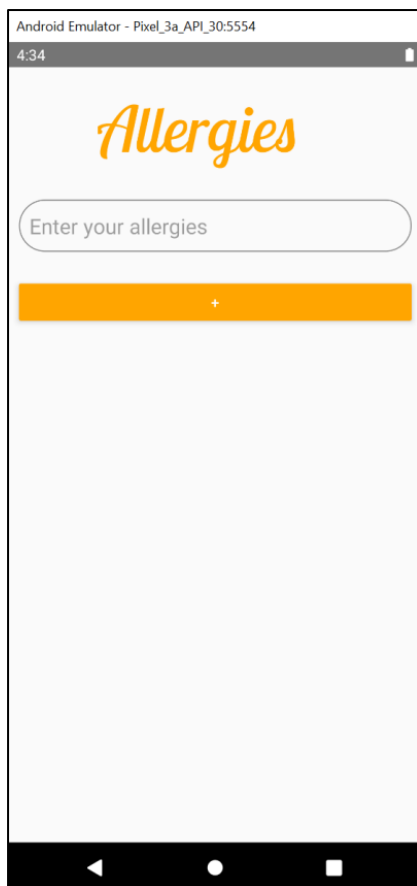 Android Emulator - Pixel_3a_API_30:5554
4:34
Allergies
Enter your allergies
+